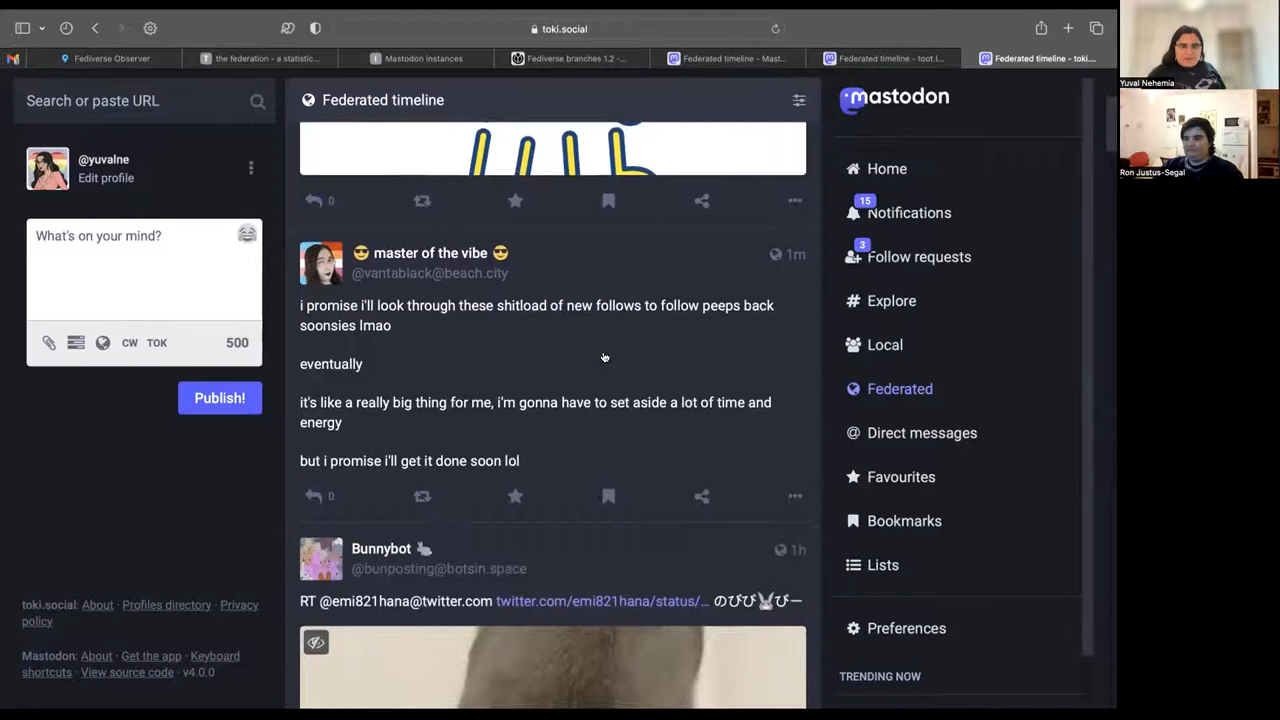 toki.social
Fediverse Observer
the federation - a statistic...
Mastodon instances
Fediverse branches 1.2 -...
Federated timeline - Mast...
Federated timeline - toot.l...
Federated timeline - toki....
Yuval Nehemia
Ron Justus-Segal
Search or paste URL
@yuvalne
Edit profile
What's on your mind?
CW TOK 500
Publish!
toki.social: About · Profiles directory · Privacy
policy
Mastodon: About · Get the app · Keyboard
shortcuts · View source code · v4.0.0
Federated timeline
0
😎 master of the vibe 😎
@vantablack@beach.city
1m
i promise i'll look through these shitload of new follows to follow peeps back
soonsies lmao
eventually
it's like a really big thing for me, i'm gonna have to set aside a lot of time and
energy
but i promise i'll get it done soon lol
0
Bunnybot 🐇
@bunposting@botsin.space
1h
RT @emi821hana@twitter.com twitter.com/emi821hana/status/... のびび🐰びー
mastodon
Home
15
Notifications
3
Follow requests
# Explore
Local
Federated
@ Direct messages
Favourites
Bookmarks
Lists
Preferences
TRENDING NOW